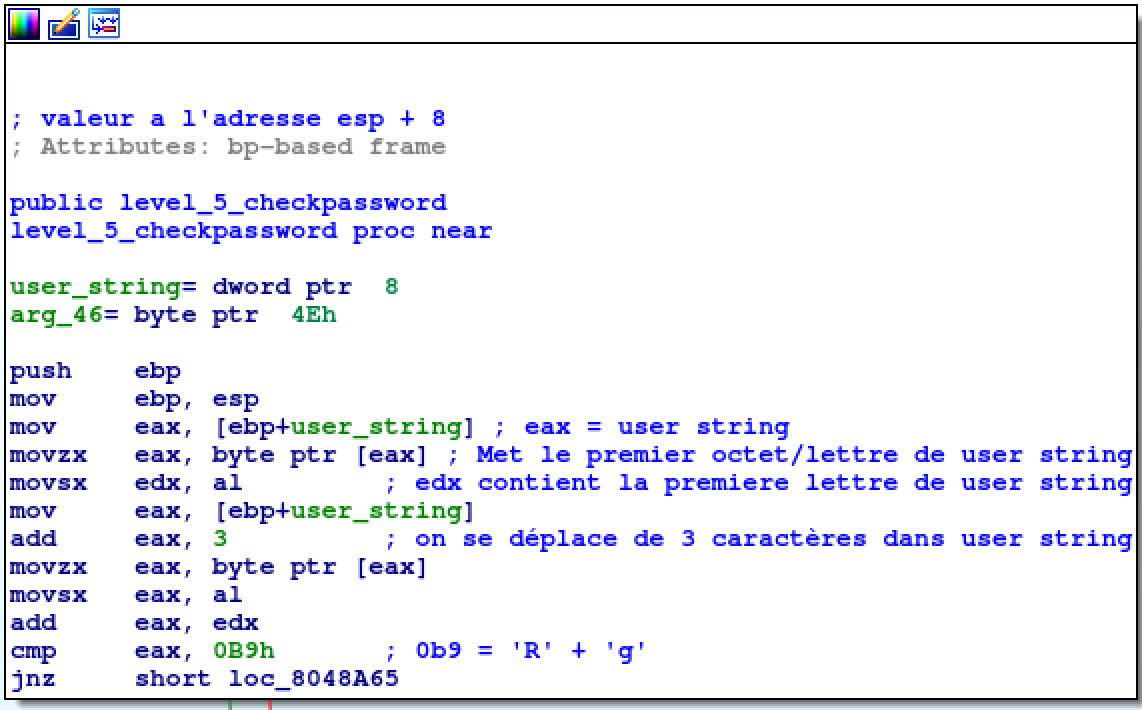 ; valeur a l'adresse esp + 8
; Attributes: bp-based frame
public level_5_checkpassword
level_5_checkpassword proc near
user_string= dword ptr  8
arg_46= byte ptr  4Eh
push    ebp
mov     ebp, esp
mov     eax, [ebp+user_string] ; eax = user string
movzx   eax, byte ptr [eax] ; Met le premier octet/lettre de user string
movsx   edx, al         ; edx contient la premiere lettre de user string
mov     eax, [ebp+user_string]
add     eax, 3          ; on se déplace de 3 caractères dans user string
movzx   eax, byte ptr [eax]
movsx   eax, al
add     eax, edx
cmp     eax, 0B9h       ; 0b9 = 'R' + 'g'
jnz     short loc_8048A65